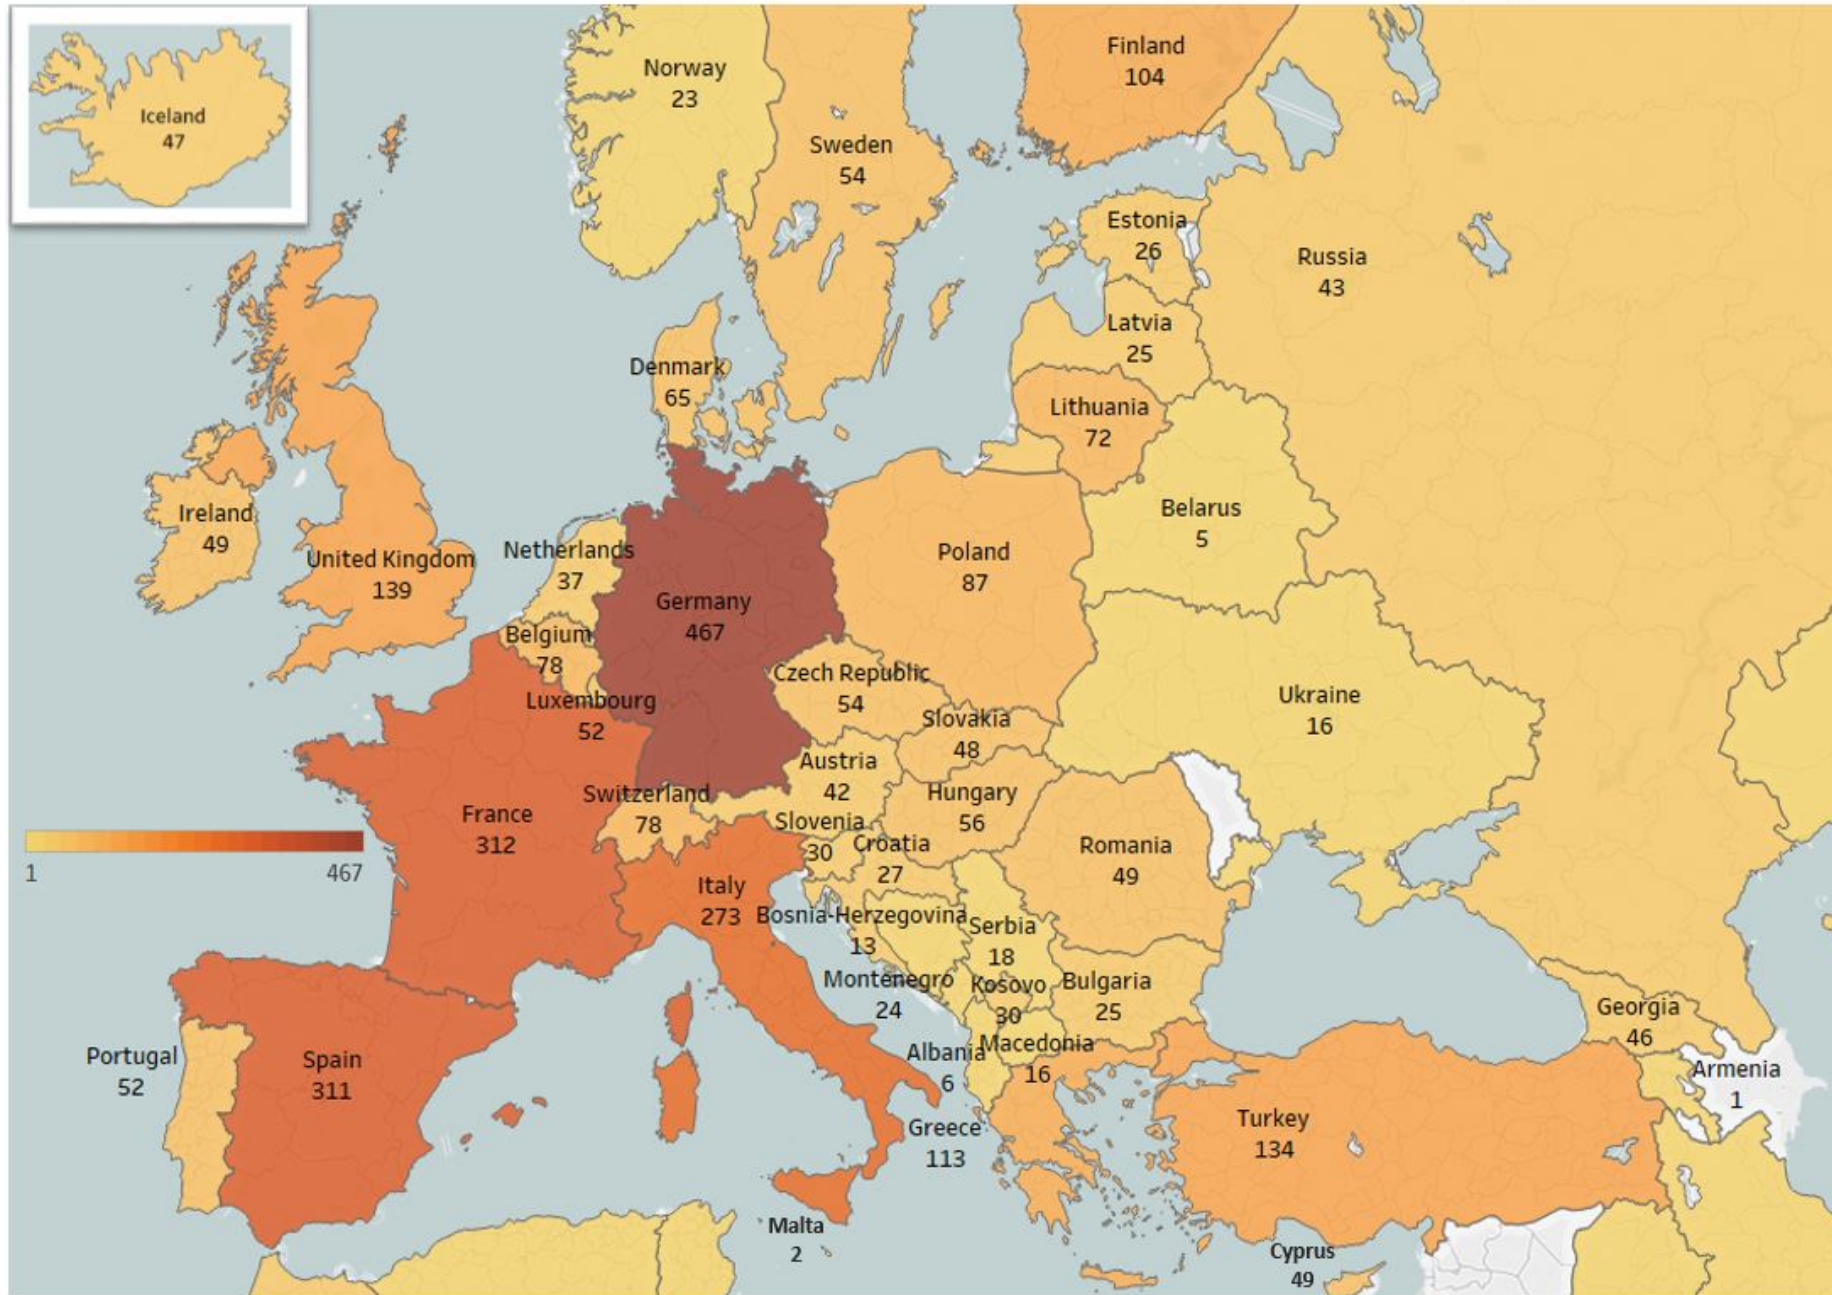 Iceland
47
Norway
23
Finland
104
Sweden
54
Estonia
26
Russia
43
Latvia
25
Denmark
65
Lithuania
72
Ireland
49
United Kingdom
139
Netherlands
37
Belarus
5
Poland
87
Germany
467
Belgium
78
Luxembourg
52
Czech Republic
54
Slovakia
48
Ukraine
16
Austria
42
Hungary
56
Switzerland
78
Slovenia
30
Croatia
27
France
312
Romania
49
1
467
Italy
273
Bosnia-Herzegovina
13
Serbia
18
Montenegro
24
Kosovo
30
Bulgaria
25
Georgia
46
Macedonia
16
Albania
6
Portugal
52
Spain
311
Armenia
1
Greece
113
Turkey
134
Malta
2
Cyprus
49